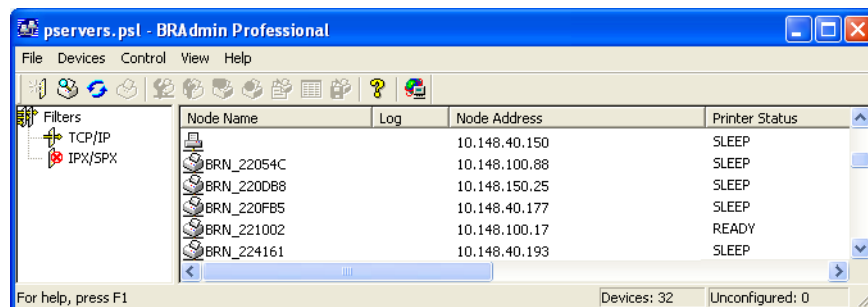 pservers.psl - BRAdmin Professional
File Devices Control View Help
Filters
TCP/IP
IPX/SPX
Node Name Log Node Address Printer Status
10.148.40.150 SLEEP
BRN_22054C 10.148.100.88 SLEEP
BRN_220DB8 10.148.150.25 SLEEP
BRN_220FB5 10.148.40.177 SLEEP
BRN_221002 10.148.100.17 READY
BRN_224161 10.148.40.193 SLEEP
For help, press F1 Devices: 32 Unconfigured: 0